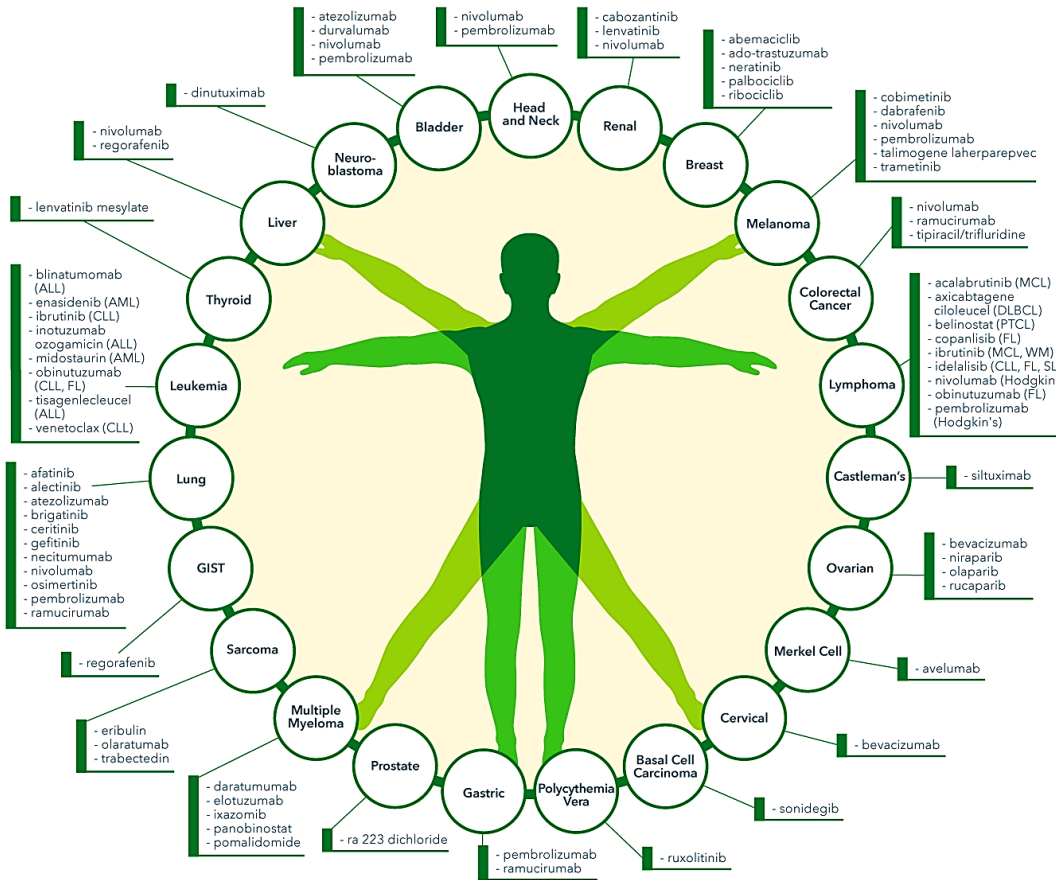 - atezolizumab
- durvalumab
- nivolumab
- pembrolizumab
- nivolumab
- pembrolizumab
- cabozantinib
- lenvatinib
- nivolumab
- abemaciclib
- ado-trastuzumab
- neratinib
- palbociclib
- ribociclib
- dinutuximab
- cobimetinib
- dabrafenib
- nivolumab
- pembrolizumab
- talimogene laherparepvec
- trametinib
- nivolumab
- regorafenib
- lenvatinib mesylate
- nivolumab
- ramucirumab
- tipiracil/trifluridine
- blinatumomab
(ALL)
- enasidenib (AML)
- ibrutinib (CLL)
- inotuzumab
ozogamicin (ALL)
- midostaurin (AML)
- obinutuzumab
(CLL, FL)
- tisagenlecleucel
(ALL)
- venetoclax (CLL)
- acalabrutinib (MCL)
- axicabtagene
ciloleucel (DLBCL)
- belinostat (PTCL)
- copanlisib (FL)
- ibrutinib (MCL, WM)
- idelalisib (CLL, FL, SL
- nivolumab (Hodgkin
- obinutuzumab (FL)
- pembrolizumab
(Hodgkin's)
- afatinib
- alectinib
- atezolizumab
- brigatinib
- ceritinib
- gefitinib
- necitumumab
- nivolumab
- osimertinib
- pembrolizumab
- ramucirumab
- siltuximab
- bevacizumab
- niraparib
- olaparib
- rucaparib
- regorafenib
- avelumab
- eribulin
- olaratumab
- trabectedin
- bevacizumab
- daratumumab
- elotuzumab
- ixazomib
- panobinostat
- pomalidomide
- ra 223 dichloride
- pembrolizumab
- ramucirumab
- ruxolitinib
- sonidegib
Head
and Neck
Renal
Breast
Melanoma
Colorectal
Cancer
Lymphoma
Castleman's
Ovarian
Merkel Cell
Cervical
Basal Cell
Carcinoma
Polycythemia
Vera
Gastric
Prostate
Multiple
Myeloma
Sarcoma
GIST
Lung
Leukemia
Thyroid
Liver
Neuro-
blastoma
Bladder